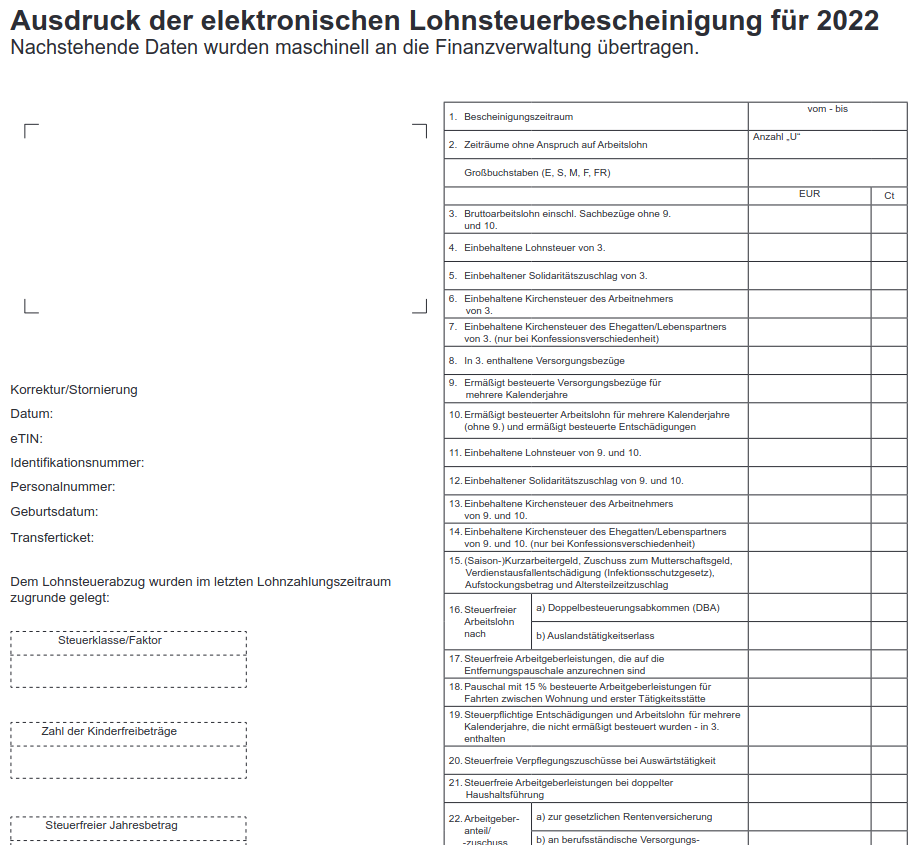 Ausdruck der elektronischen Lohnsteuerbescheinigung für 2022
Nachstehende Daten wurden maschinell an die Finanzverwaltung übertragen.
Korrektur/Stornierung
Datum:
eTIN:
Identifikationsnummer:
Personalnummer:
Geburtsdatum:
Transferticket:
Dem Lohnsteuerabzug wurden im letzten Lohnzahlungszeitraum
zugrunde gelegt:
Steuerklasse/Faktor
Zahl der Kinderfreibeträge
Steuerfreier Jahresbetrag
1. Bescheinigungszeitraum
vom - bis
2. Zeiträume ohne Anspruch auf Arbeitslohn
Anzahl „U“
Großbuchstaben (E, S, M, F, FR)
EUR
Ct
3. Bruttoarbeitslohn einschl. Sachbezüge ohne 9.
und 10.
4. Einbehaltene Lohnsteuer von 3.
5. Einbehaltener Solidaritätszuschlag von 3.
6. Einbehaltene Kirchensteuer des Arbeitnehmers
von 3.
7. Einbehaltene Kirchensteuer des Ehegatten/Lebenspartners
von 3. (nur bei Konfessionsverschiedenheit)
8. In 3. enthaltene Versorgungsbezüge
9. Ermäßigt besteuerte Versorgungsbezüge für
mehrere Kalenderjahre
10. Ermäßigt besteuerter Arbeitslohn für mehrere Kalenderjahre
(ohne 9.) und ermäßigt besteuerte Entschädigungen
11. Einbehaltene Lohnsteuer von 9. und 10.
12. Einbehaltener Solidaritätszuschlag von 9. und 10.
13. Einbehaltene Kirchensteuer des Arbeitnehmers
von 9. und 10.
14. Einbehaltene Kirchensteuer des Ehegatten/Lebenspartners
von 9. und 10. (nur bei Konfessionsverschiedenheit)
15. (Saison-)Kurzarbeitergeld, Zuschuss zum Mutterschaftsgeld,
Verdienstausfallentschädigung (Infektionsschutzgesetz),
Aufstockungsbetrag und Altersteilzeitzuschlag
16. Steuerfreier
Arbeitslohn
nach
a) Doppelbesteuerungsabkommen (DBA)
b) Auslandstätigkeitserlass
17. Steuerfreie Arbeitgeberleistungen, die auf die
Entfernungspauschale anzurechnen sind
18. Pauschal mit 15 % besteuerte Arbeitgeberleistungen für
Fahrten zwischen Wohnung und erster Tätigkeitsstätte
19. Steuerpflichtige Entschädigungen und Arbeitslohn für mehrere
Kalenderjahre, die nicht ermäßigt besteuert wurden - in 3.
enthalten
20. Steuerfreie Verpflegungszuschüsse bei Auswärtstätigkeit
21. Steuerfreie Arbeitgeberleistungen bei doppelter
Haushaltsführung
22. Arbeitgeber-
anteil/
-zuschuss
a) zur gesetzlichen Rentenversicherung
b) an berufsständische Versorgungs-